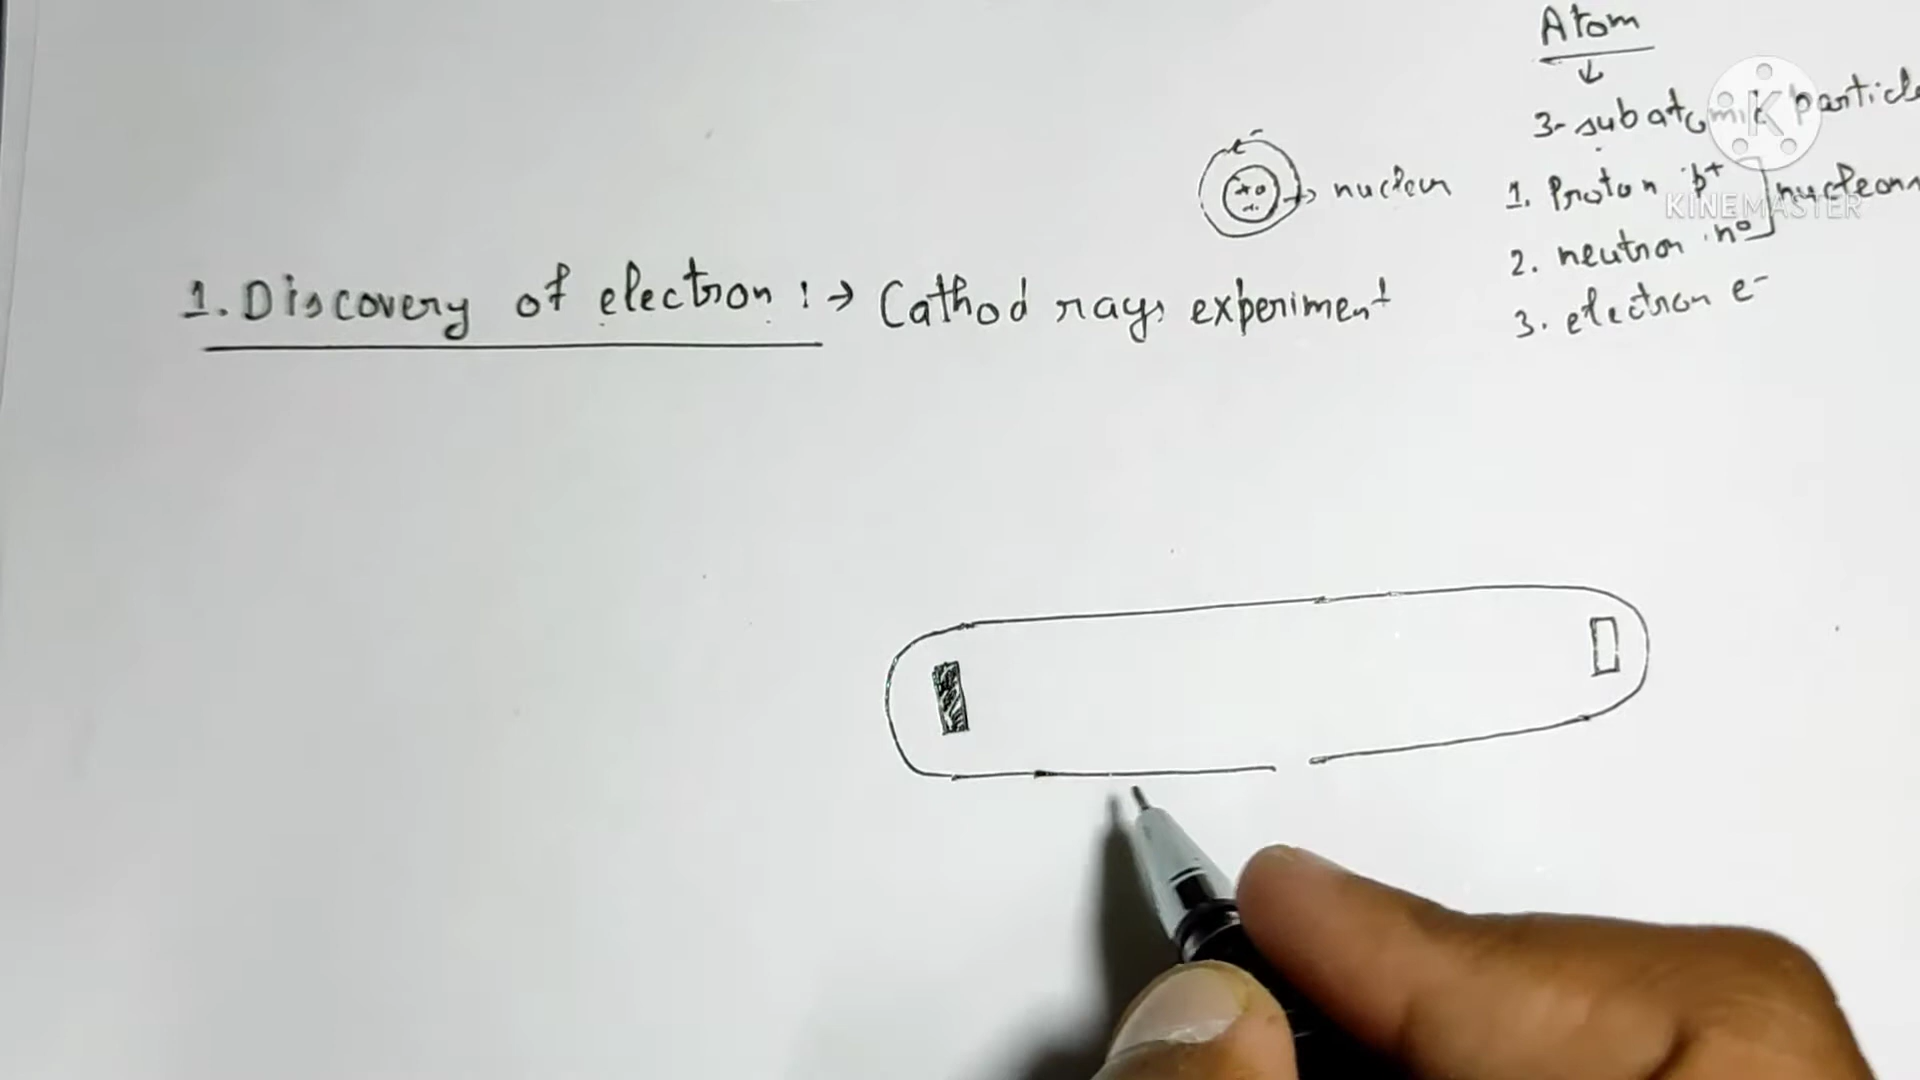 Atom
↓
3- subatomic particle
nucleus
1. Proton p+
nucleons
2. neutron n⁰
3. electron e-
e-
1. Discovery of electron :→ Cathod rays experiment
K
KINEMASTER